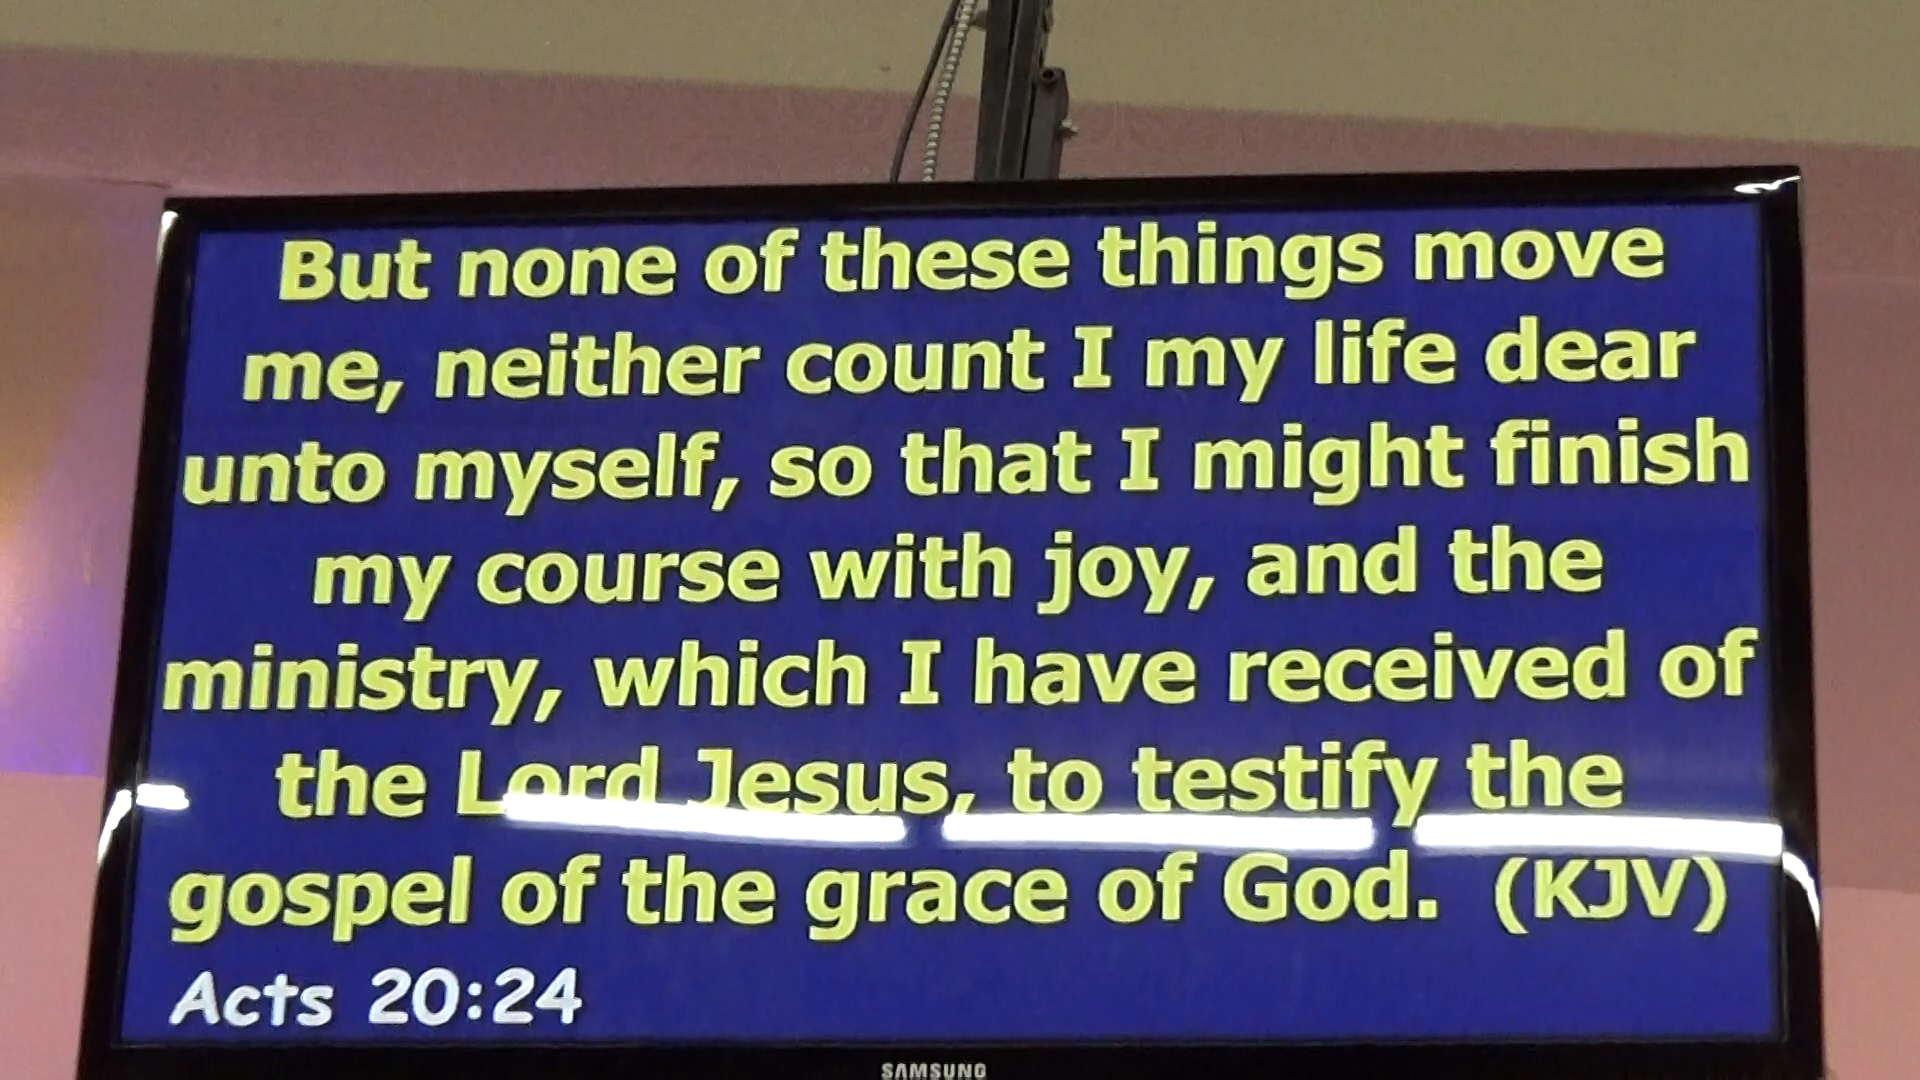 But none of these things move
me, neither count I my life dear
unto myself, so that I might finish
my course with joy, and the
ministry, which I have received of
the Lord Jesus, to testify the
gospel of the grace of God. (KJV)
Acts 20:24
SAMSUNG